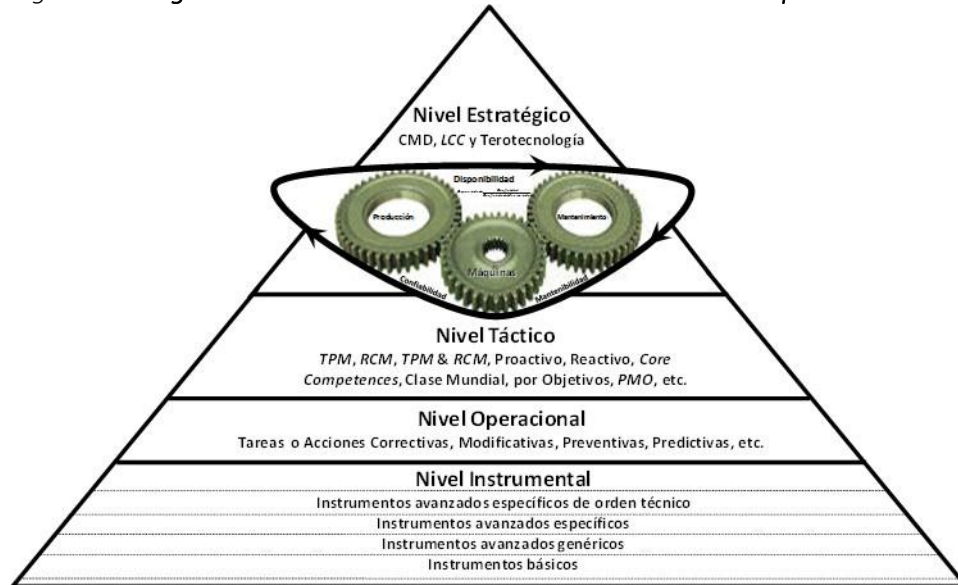 Nivel Estratégico
CMD, LCC y Terotecnología
Disponibilidad
Producción
Mantenimiento
Máquinas
Confiabilidad
Mantenibilidad
Nivel Táctico
TPM, RCM, TPM & RCM, Proactivo, Reactivo, Core
Competences, Clase Mundial, por Objetivos, PMO, etc.
Nivel Operacional
Tareas o Acciones Correctivas, Modificativas, Preventivas, Predictivas, etc.
Nivel Instrumental
Instrumentos avanzados específicos de orden técnico
Instrumentos avanzados específicos
Instrumentos avanzados genéricos
Instrumentos básicos